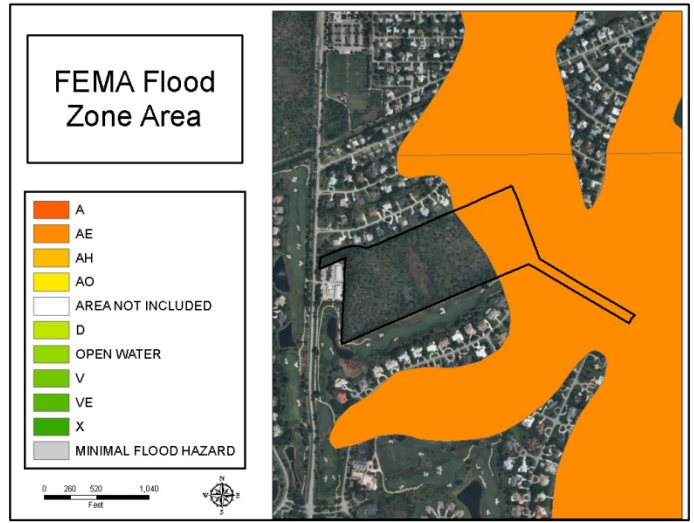 FEMA Flood
Zone Area
A
AE
AH
AO
AREA NOT INCLUDED
D
OPEN WATER
V
VE
X
MINIMAL FLOOD HAZARD
0 260 520 1,040
Feet
N
W E
S